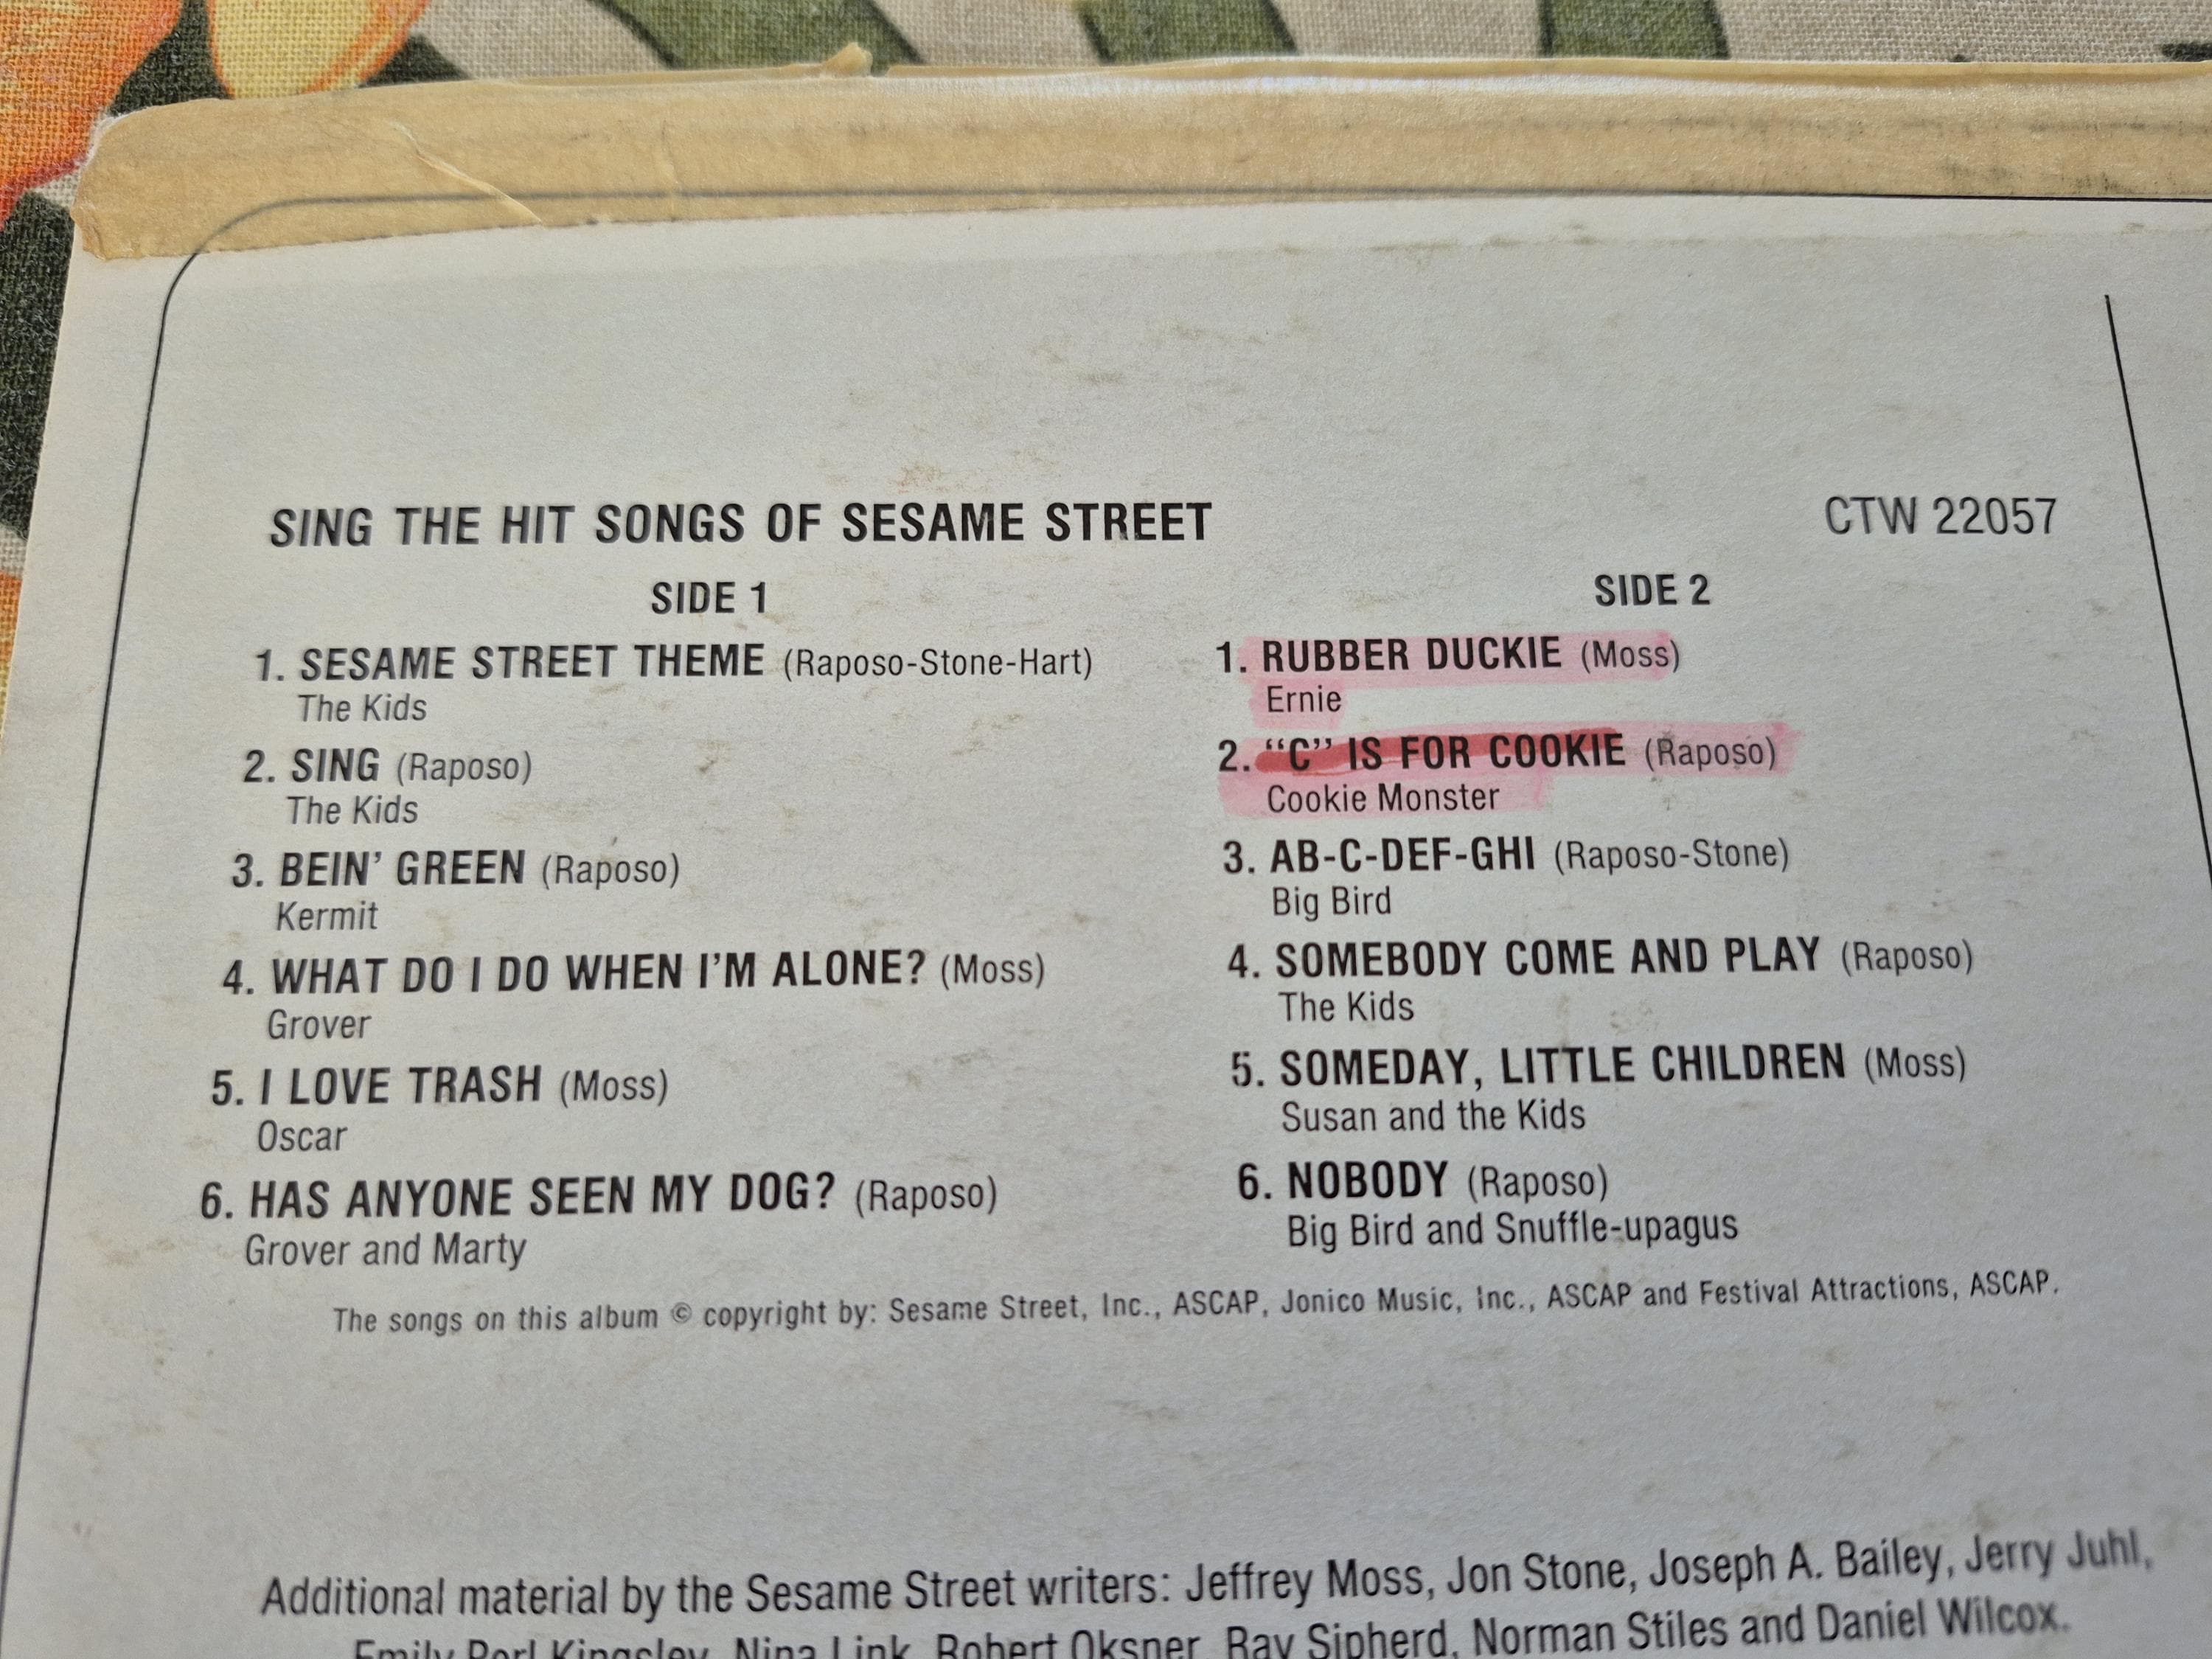 SING THE HIT SONGS OF SESAME STREET
CTW 22057
SIDE 1
1. SESAME STREET THEME (Raposo-Stone-Hart)
The Kids
2. SING (Raposo)
The Kids
3. BEIN’ GREEN (Raposo)
Kermit
4. WHAT DO I DO WHEN I’M ALONE? (Moss)
Grover
5. I LOVE TRASH (Moss)
Oscar
6. HAS ANYONE SEEN MY DOG? (Raposo)
Grover and Marty
SIDE 2
1. RUBBER DUCKIE (Moss)
Ernie
2. “C” IS FOR COOKIE (Raposo)
Cookie Monster
3. AB-C-DEF-GHI (Raposo-Stone)
Big Bird
4. SOMEBODY COME AND PLAY (Raposo)
The Kids
5. SOMEDAY, LITTLE CHILDREN (Moss)
Susan and the Kids
6. NOBODY (Raposo)
Big Bird and Snuffle-upagus
The songs on this album © copyright by: Sesame Street, Inc., ASCAP, Jonico Music, Inc., ASCAP and Festival Attractions, ASCAP.
Additional material by the Sesame Street writers: Jeffrey Moss, Jon Stone, Joseph A. Bailey, Jerry Juhl,
Emily Perl Kingsley, Nina Link, Robert Oksner, Ray Sipherd, Norman Stiles and Daniel Wilcox.